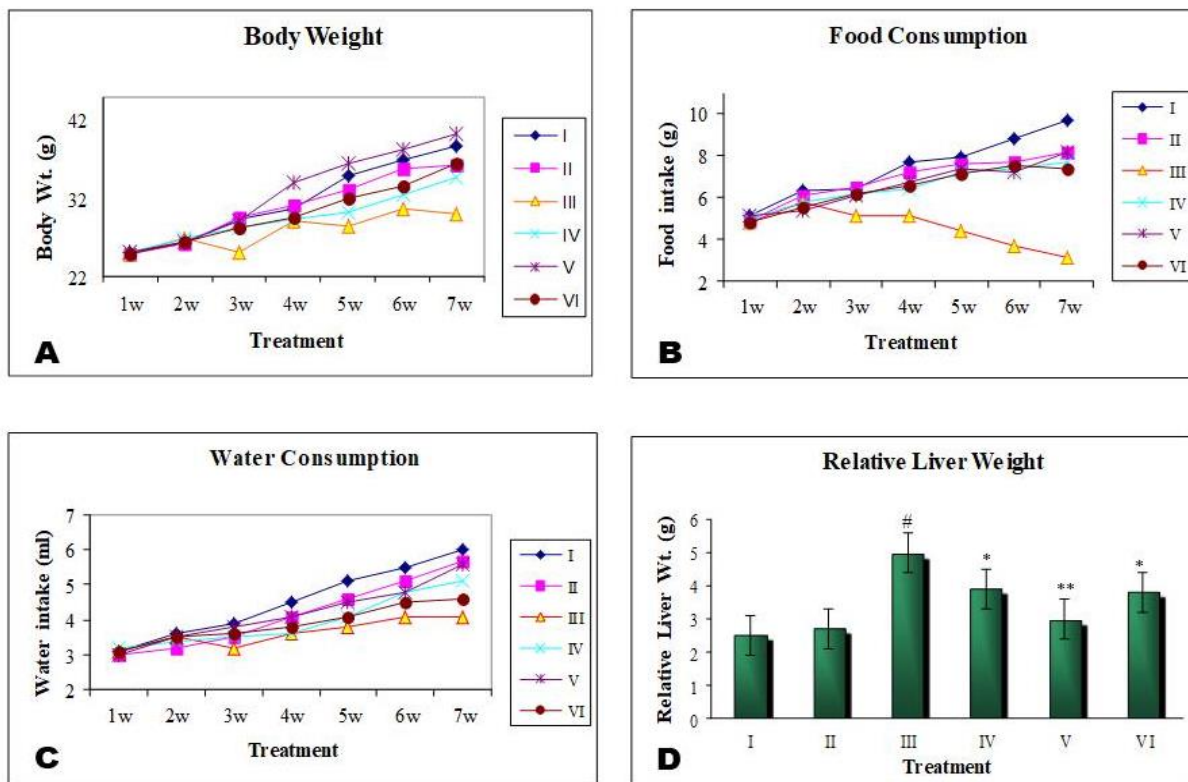 Body Weight
42
32
22
Body Wt. (g)
1w 2w 3w 4w 5w 6w 7w
Treatment
I
II
III
IV
V
VI
A
Food Consumption
10
8
6
4
2
Food intake (g)
1w 2w 3w 4w 5w 6w 7w
Treatment
I
II
III
IV
V
VI
B
Water Consumption
7
6
5
4
3
2
Water intake (ml)
1w 2w 3w 4w 5w 6w 7w
Treatment
I
II
III
IV
V
VI
C
Relative Liver Weight
6
5
4
3
2
1
0
Relative Liver Wt. (g)
# * ** *
I II III IV V VI
Treatment
D